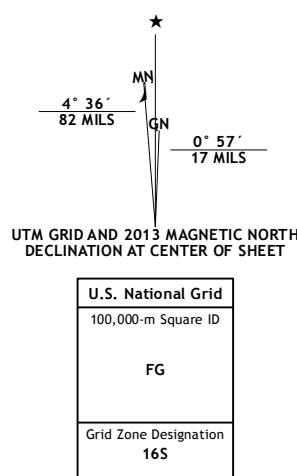 ★
MN
4° 36´
82 MILS
GN
0° 57´
17 MILS
UTM GRID AND 2013 MAGNETIC NORTH
DECLINATION AT CENTER OF SHEET
U.S. National Grid
100,000-m Square ID
FG
Grid Zone Designation
16S